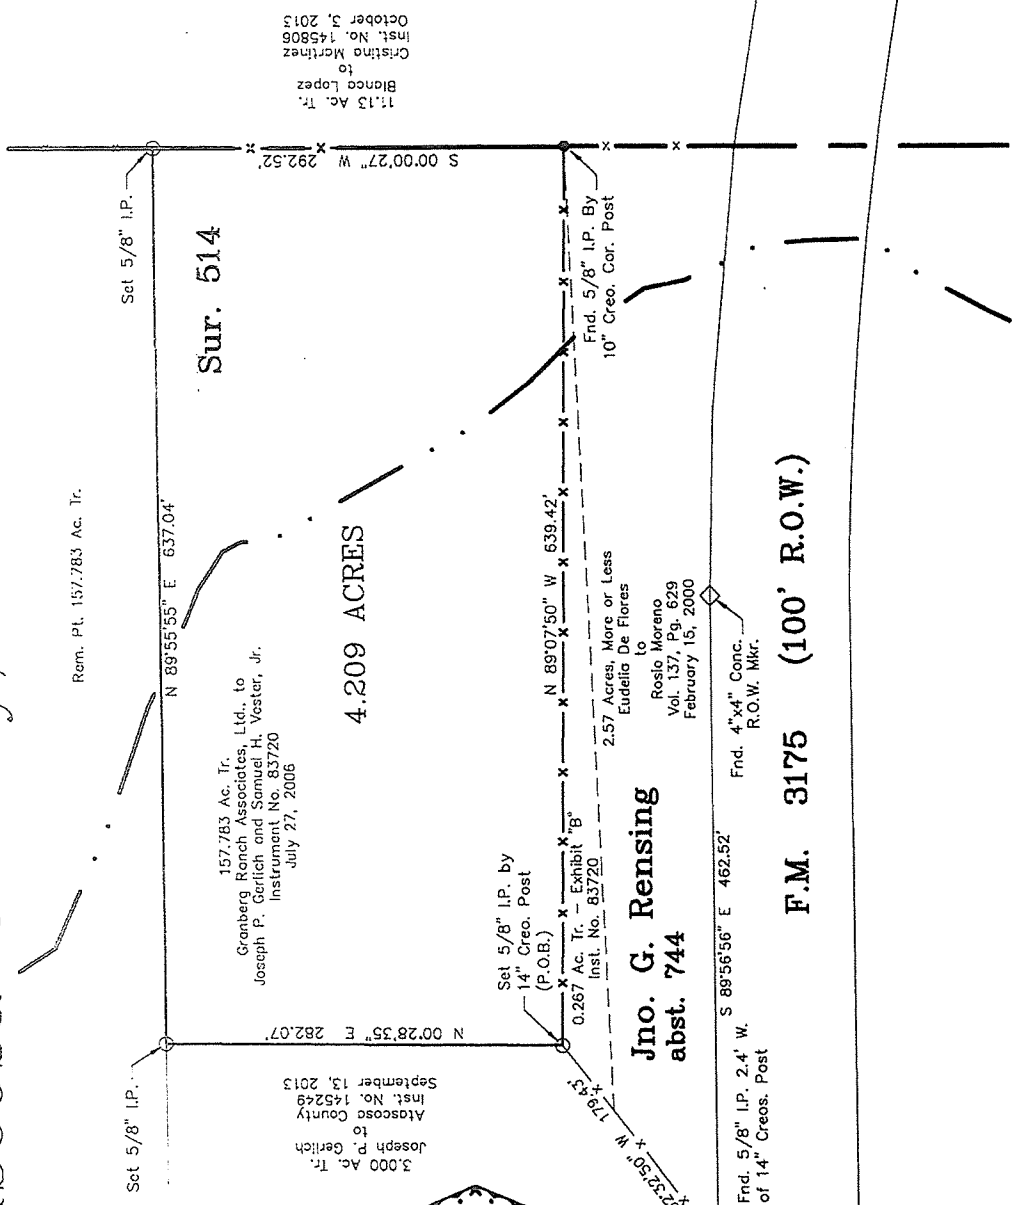 11.13 Ac. Tr.
Blanca Lopez
to
Cristina Martinez
Inst. No. 145806
October 3, 2013
Set 5/8" I.P.
S 00°00'27" W 292.52'
Fnd. 5/8" I.P. By
10" Creo. Cor. Post
Sur. 514
Rem. Pt. 157.783 Ac. Tr.
N 89°55'55" E 637.04'
4.209 ACRES
157.783 Ac. Tr.
Granberg Ranch Associates, Ltd., to
Joseph P. Gerlich and Samuel H. Vester, Jr.
Instrument No. 83720
July 27, 2006
N 89°07'50" W 639.42'
2.57 Acres, More or Less
Eudelia De Flores
to
Rosio Moreno
Vol. 137, Pg. 629
February 15, 2000
Fnd. 4"x4" Conc.
R.O.W. Mkr.
F.M. 3175 (100' R.O.W.)
Set 5/8" I.P. by
14" Creo. Post
(P.O.B.)
0.267 Ac. Tr. – Exhibit "B"
Inst. No. 83720
Jno. G. Rensing
abst. 744
S 89°56'56" E 462.52'
N 00°28'35" E 282.07'
Set 5/8" I.P.
3.000 Ac. Tr.
Joseph P. Gerlich
to
Atascosa County
Inst. No. 145249
September 13, 2013
2°32'50" W 179.43'
Fnd. 5/8" I.P. 2.4' W.
of 14" Creos. Post